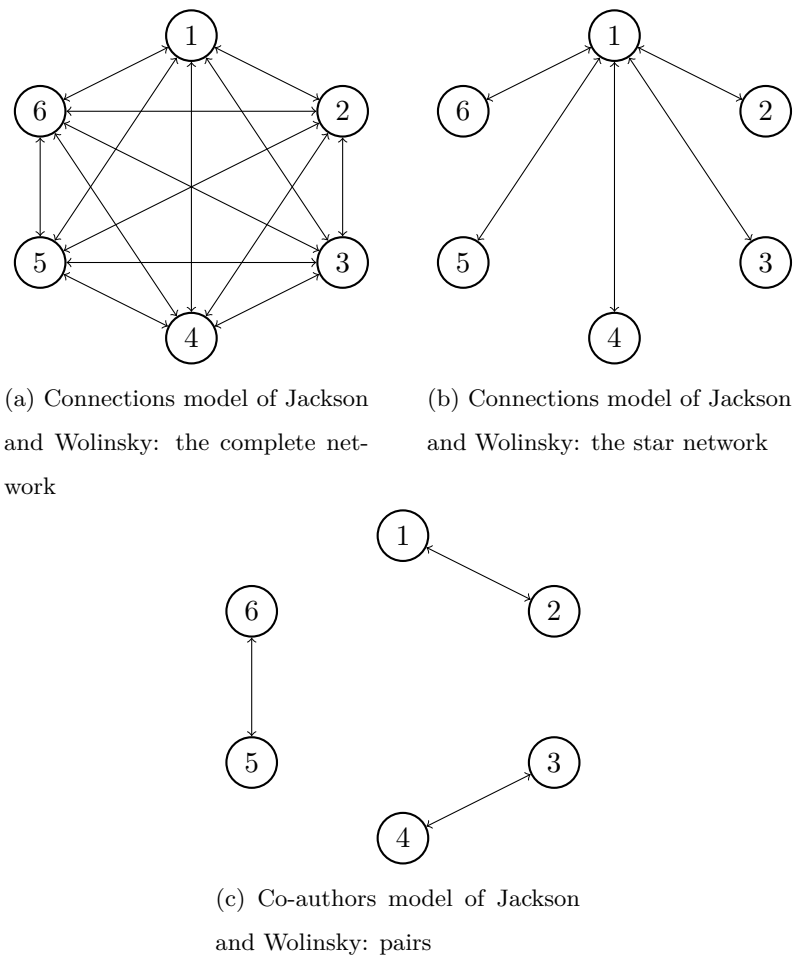 1
6
2
5
3
4
(a) Connections model of Jackson
and Wolinsky: the complete net-
work
1
6
2
5
3
4
(b) Connections model of Jackson
and Wolinsky: the star network
1
6
2
5
3
4
(c) Co-authors model of Jackson
and Wolinsky: pairs